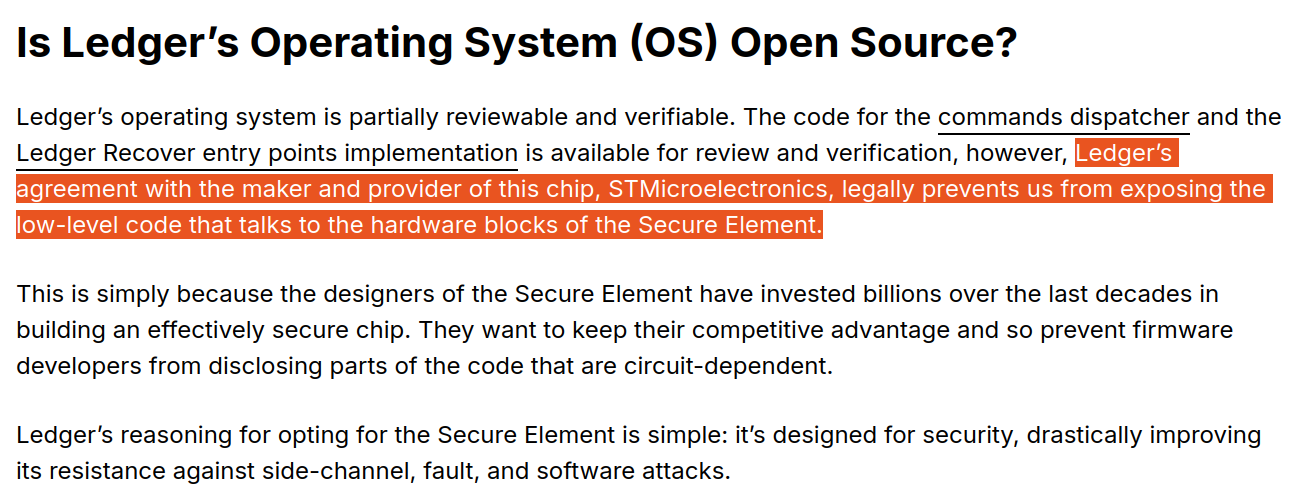 Is Ledger’s Operating System (OS) Open Source?
Ledger’s operating system is partially reviewable and verifiable. The code for the commands dispatcher and the
Ledger Recover entry points implementation is available for review and verification, however, Ledger’s
agreement with the maker and provider of this chip, STMicroelectronics, legally prevents us from exposing the
low-level code that talks to the hardware blocks of the Secure Element.
This is simply because the designers of the Secure Element have invested billions over the last decades in
building an effectively secure chip. They want to keep their competitive advantage and so prevent firmware
developers from disclosing parts of the code that are circuit-dependent.
Ledger’s reasoning for opting for the Secure Element is simple: it’s designed for security, drastically improving
its resistance against side-channel, fault, and software attacks.